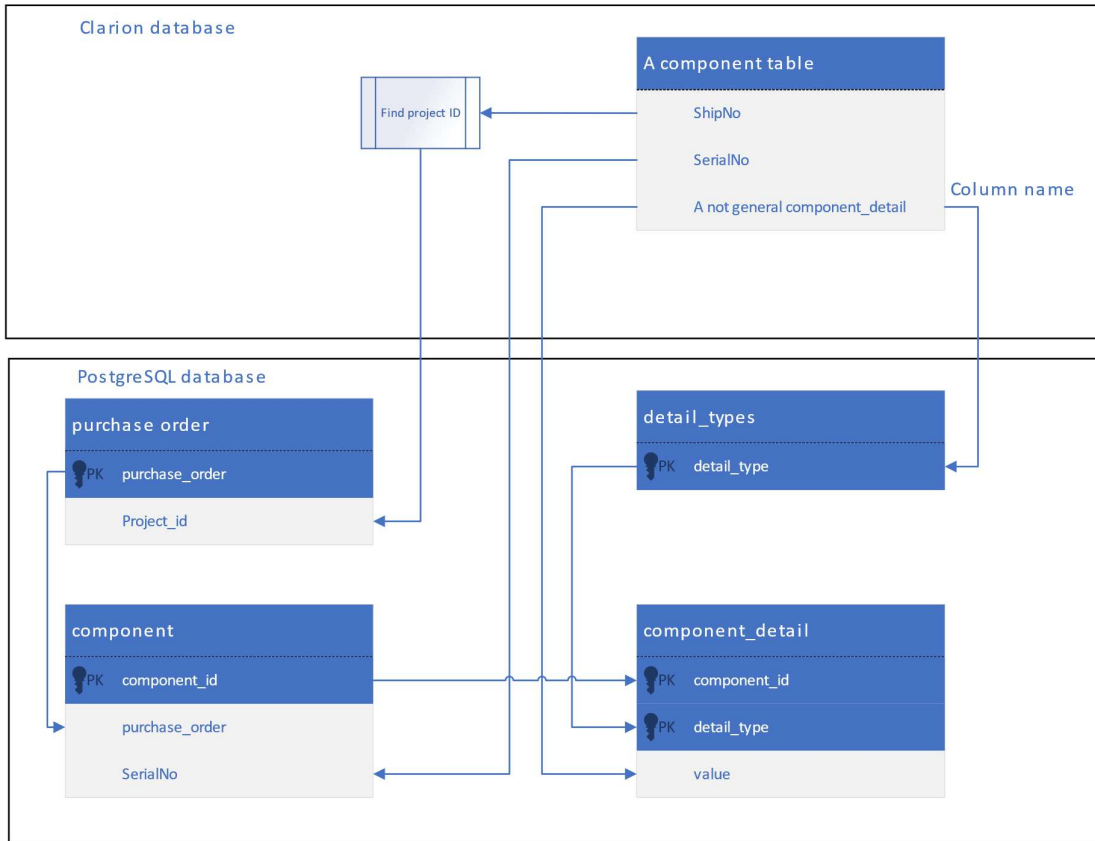 Clarion database
A component table
Find project ID
ShipNo
SerialNo
A not general component_detail
Column name
PostgreSQL database
purchase order
PK purchase_order
Project_id
detail_types
PK detail_type
component
PK component_id
purchase_order
SerialNo
component_detail
PK component_id
PK detail_type
value